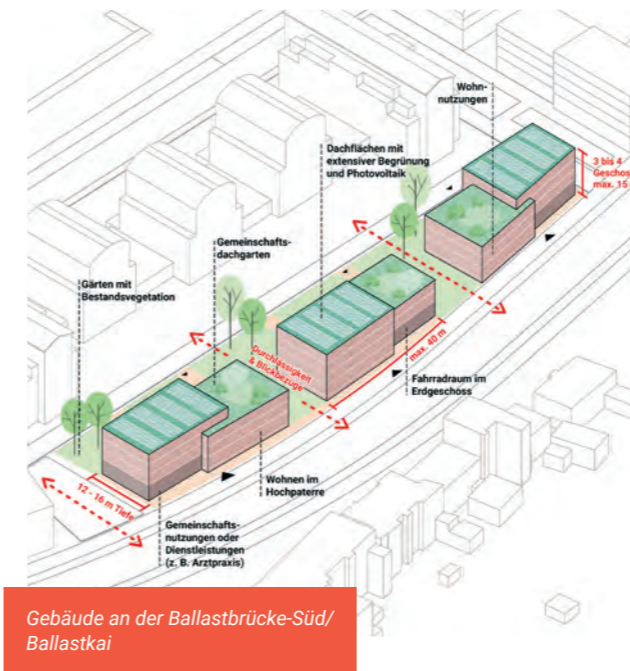 Wohn-
nutzungen
3 bis 4
Geschos
max. 15
Dachflächen mit
extensiver Begrünung
und Photovoltaik
Gemeinschafts-
dachgarten
Gärten mit
Bestandsvegetation
Durchlässigkeit
& Blickbezüge
max. 40 m
Fahrradraum im
Erdgeschoss
12 - 16 m Tiefe
Wohnen im
Hochpaterre
Gemeinschafts-
nutzungen oder
Dienstleistungen
(z. B. Arztpraxis)
Gebäude an der Ballastbrücke-Süd/
Ballastkai